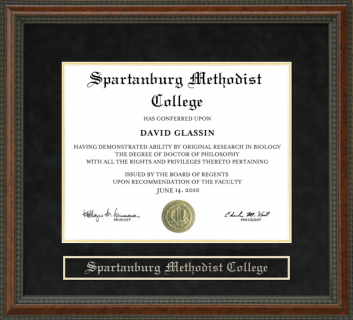 Spartanburg Methodist
College
HAS CONFERRED UPON
DAVID GLASSIN
HAVING DEMONSTRATED ABILITY BY ORIGINAL RESEARCH IN BIOLOGY
THE DEGREE OF DOCTOR OF PHILOSOPHY
WITH ALL THE RIGHTS AND PRIVILEGES THERETO PERTAINING
ISSUED BY THE BOARD OF REGENTS
UPON RECOMMENDATION OF THE FACULTY
JUNE 14, 2010
PROVOST
PRESIDENT
Spartanburg Methodist College